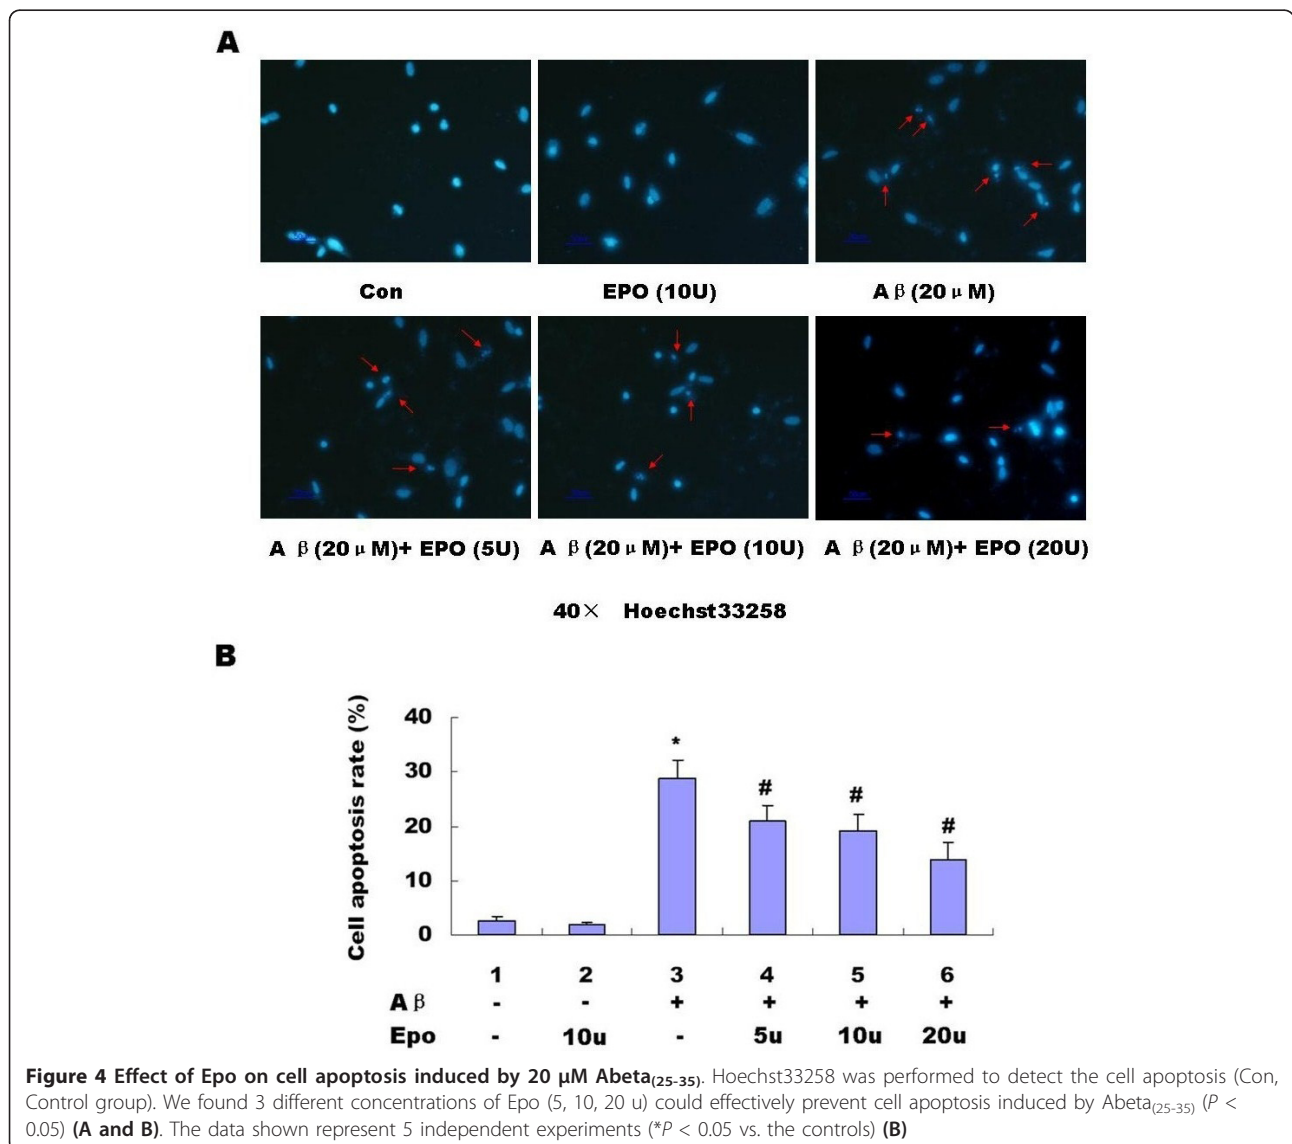 A
Con EPO (10U) A β (20 μM)
A β (20 μM)+ EPO (5U) A β (20 μM)+ EPO (10U) A β (20 μM)+ EPO (20U)
40× Hoechst33258
B
Cell apoptosis rate (%)
40
30
20
10
0
*
#
#
#
1 2 3 4 5 6
A β - - + + + +
Epo - 10u - 5u 10u 20u
Figure 4 Effect of Epo on cell apoptosis induced by 20 μM Abeta(25-35). Hoechst33258 was performed to detect the cell apoptosis (Con,
Control group). We found 3 different concentrations of Epo (5, 10, 20 u) could effectively prevent cell apoptosis induced by Abeta(25-35) (P <
0.05) (A and B). The data shown represent 5 independent experiments (*P < 0.05 vs. the controls) (B)